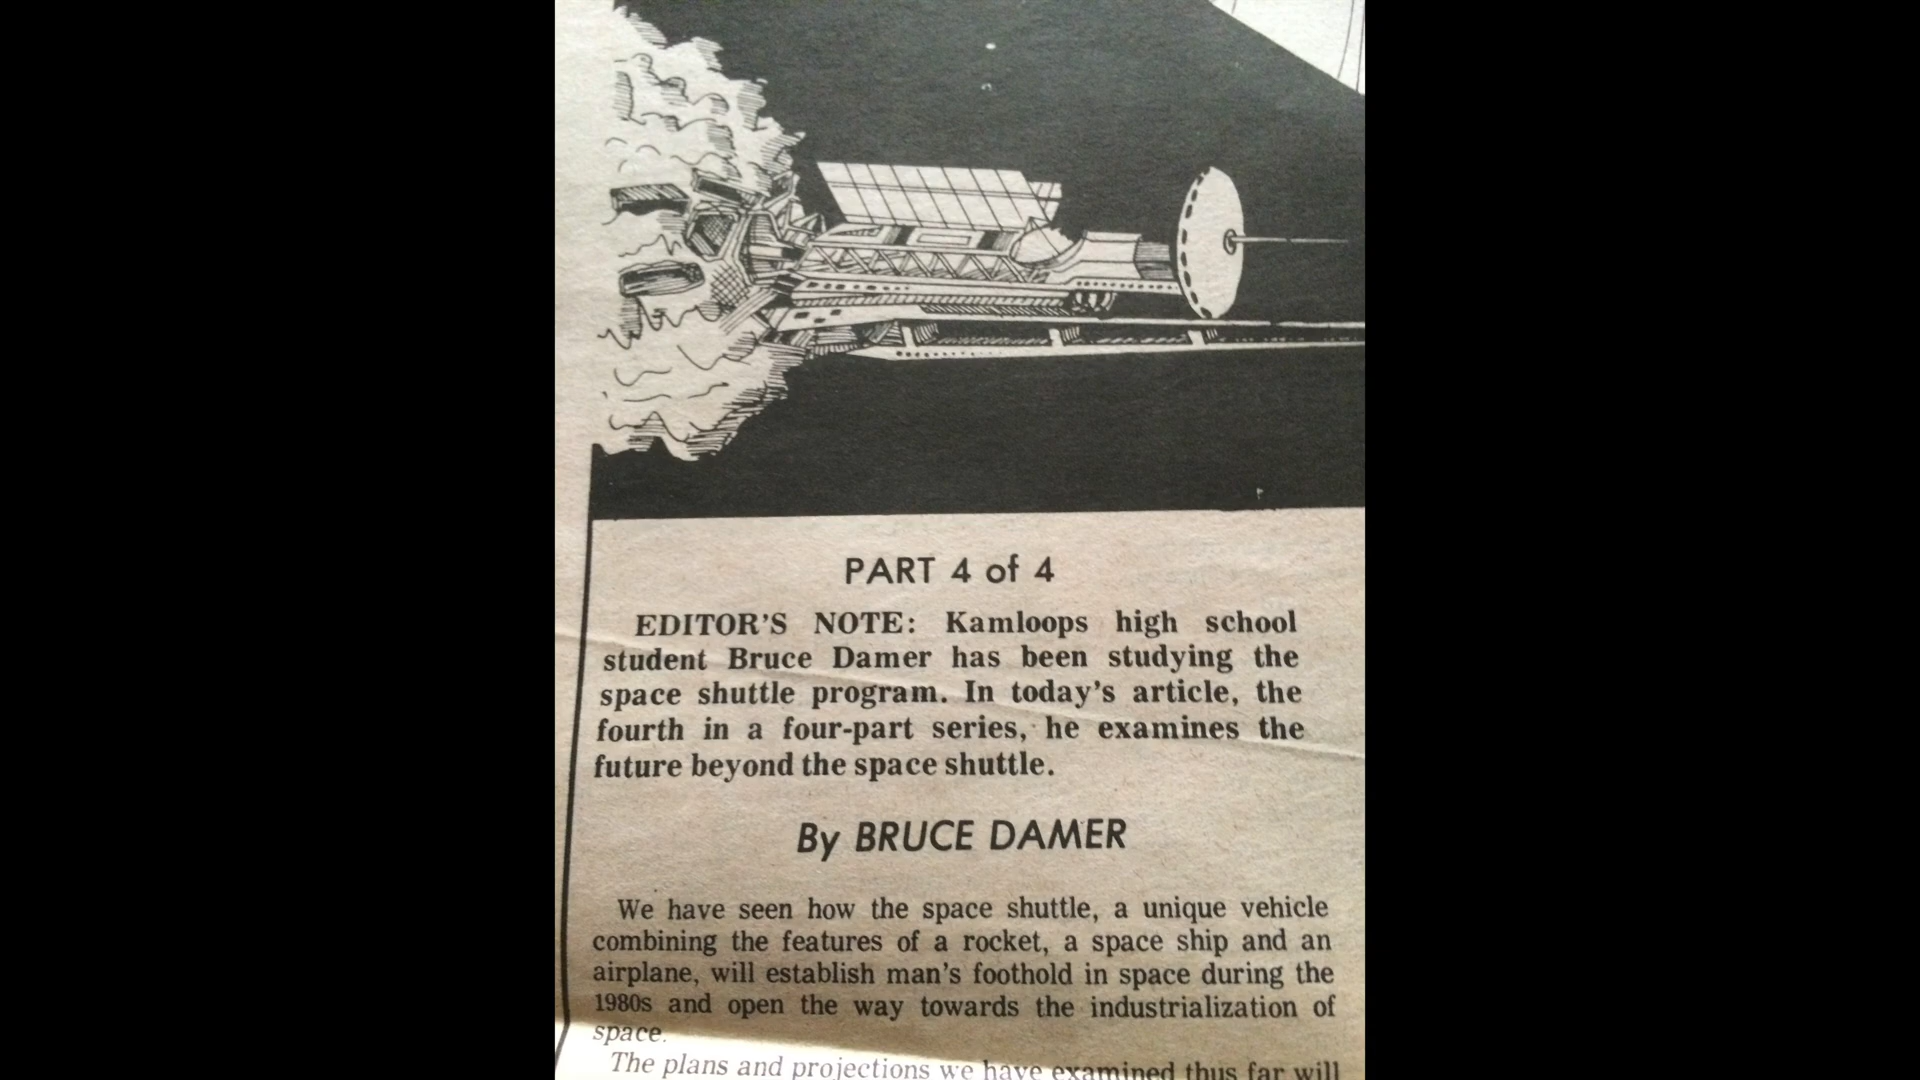 PART 4 of 4
EDITOR'S NOTE: Kamloops high school
student Bruce Damer has been studying the
space shuttle program. In today's article, the
fourth in a four-part series, he examines the
future beyond the space shuttle.
By BRUCE DAMER
We have seen how the space shuttle, a unique vehicle
combining the features of a rocket, a space ship and an
airplane, will establish man's foothold in space during the
1980s and open the way towards the industrialization of
space.
The plans and projections we have examined thus far will